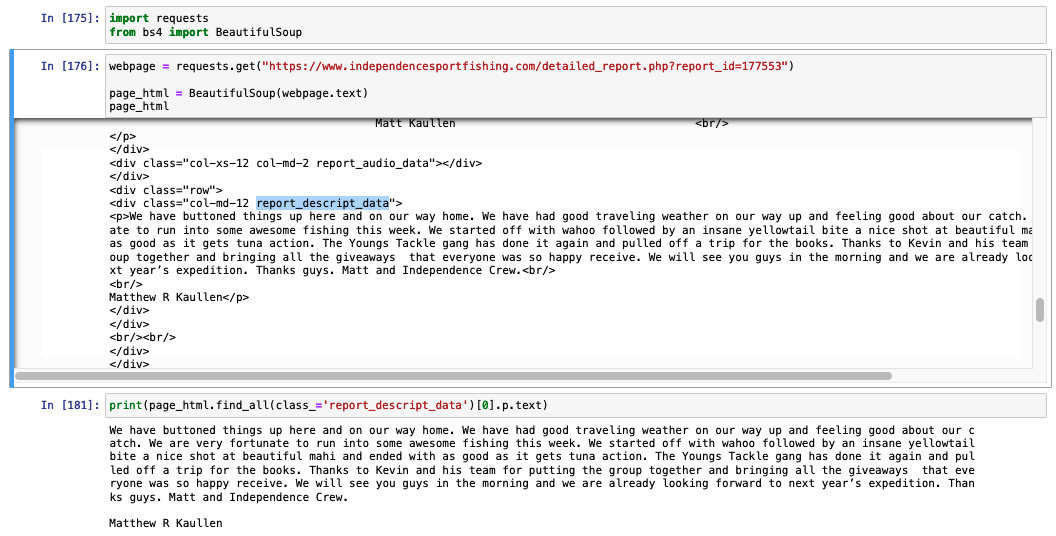 In [175]: import requests
from bs4 import BeautifulSoup
In [176]: webpage = requests.get("https://www.independencesportfishing.com/detailed_report.php?report_id=177553")
page_html = BeautifulSoup(webpage.text)
page_html
Matt Kaullen <br/>
</p>
</div>
<div class="col-xs-12 col-md-2 report_audio_data"></div>
</div>
<div class="row">
<div class="col-md-12 report_descript_data">
<p>We have buttoned things up here and on our way home. We have had good traveling weather on our way up and feeling good about our catch.
ate to run into some awesome fishing this week. We started off with wahoo followed by an insane yellowtail bite a nice shot at beautiful ma
as good as it gets tuna action. The Youngs Tackle gang has done it again and pulled off a trip for the books. Thanks to Kevin and his team
oup together and bringing all the giveaways  that everyone was so happy receive. We will see you guys in the morning and we are already loo
xt year’s expedition. Thanks guys. Matt and Independence Crew.<br/>
<br/>
Matthew R Kaullen</p>
</div>
</div>
<br/><br/>
</div>
</div>
In [181]: print(page_html.find_all(class_='report_descript_data')[0].p.text)
We have buttoned things up here and on our way home. We have had good traveling weather on our way up and feeling good about our c
atch. We are very fortunate to run into some awesome fishing this week. We started off with wahoo followed by an insane yellowtail
bite a nice shot at beautiful mahi and ended with as good as it gets tuna action. The Youngs Tackle gang has done it again and pul
led off a trip for the books. Thanks to Kevin and his team for putting the group together and bringing all the giveaways  that eve
ryone was so happy receive. We will see you guys in the morning and we are already looking forward to next year’s expedition. Than
ks guys. Matt and Independence Crew.
Matthew R Kaullen